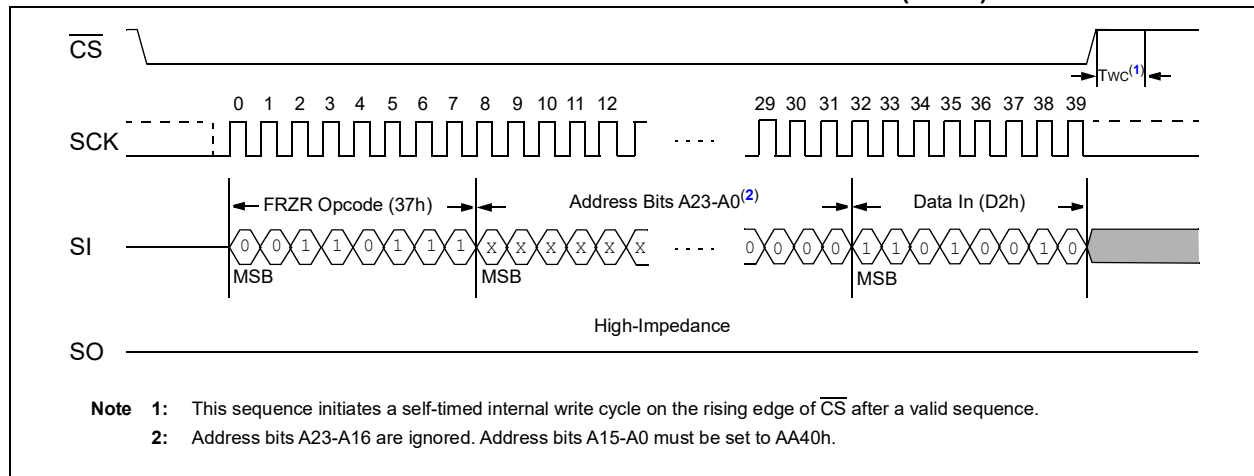 CS
TWC(1)
0 1 2 3 4 5 6 7 8 9 10 11 12 29 30 31 32 33 34 35 36 37 38 39
SCK
FRZR Opcode (37h) Address Bits A23-A0(2) Data In (D2h)
SI 0 0 1 1 0 1 1 1 X X X X X X 0 0 0 0 1 1 0 1 0 0 1 0
MSB MSB MSB
High-Impedance
SO
Note 1: This sequence initiates a self-timed internal write cycle on the rising edge of CS after a valid sequence.
2: Address bits A23-A16 are ignored. Address bits A15-A0 must be set to AA40h.